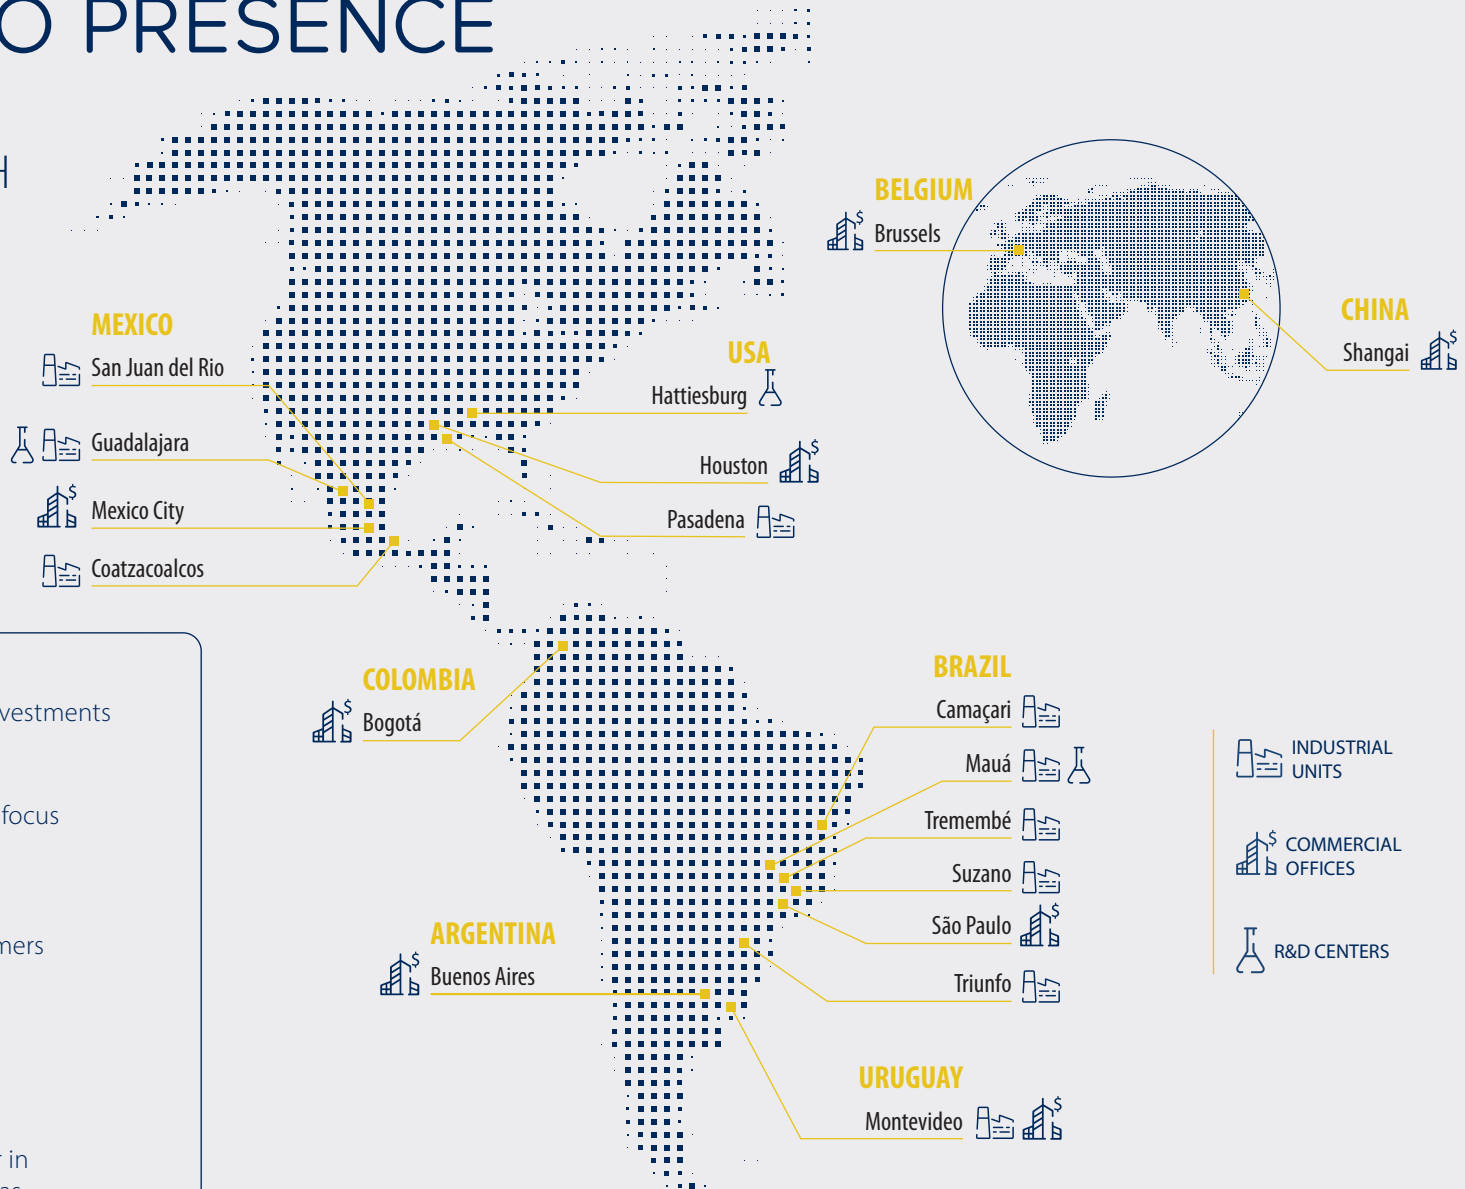 O PRESENCE
H
BELGIUM
Brussels
CHINA
Shangai
MEXICO
San Juan del Rio
Guadalajara
Mexico City
Coatzacoalcos
USA
Hattiesburg
Houston
Pasadena
COLOMBIA
Bogotá
BRAZIL
Camaçari
Mauá
Tremembé
Suzano
São Paulo
Triunfo
ARGENTINA
Buenos Aires
URUGUAY
Montevideo
INDUSTRIAL
UNITS
COMMERCIAL
OFFICES
R&D CENTERS
vestments
focus
mers
r in